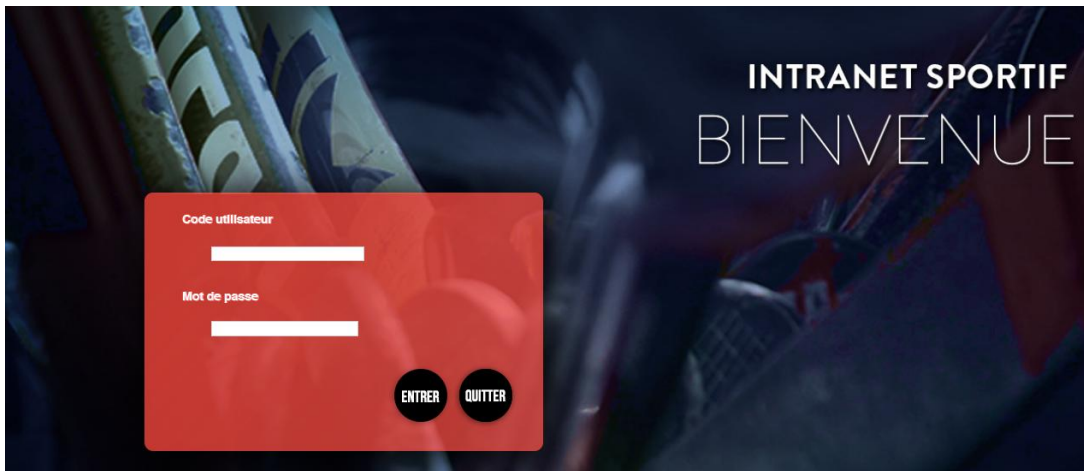 INTRANET SPORTIF
BIENVENUE
Code utilisateur
Mot de passe
ENTRER QUITTER